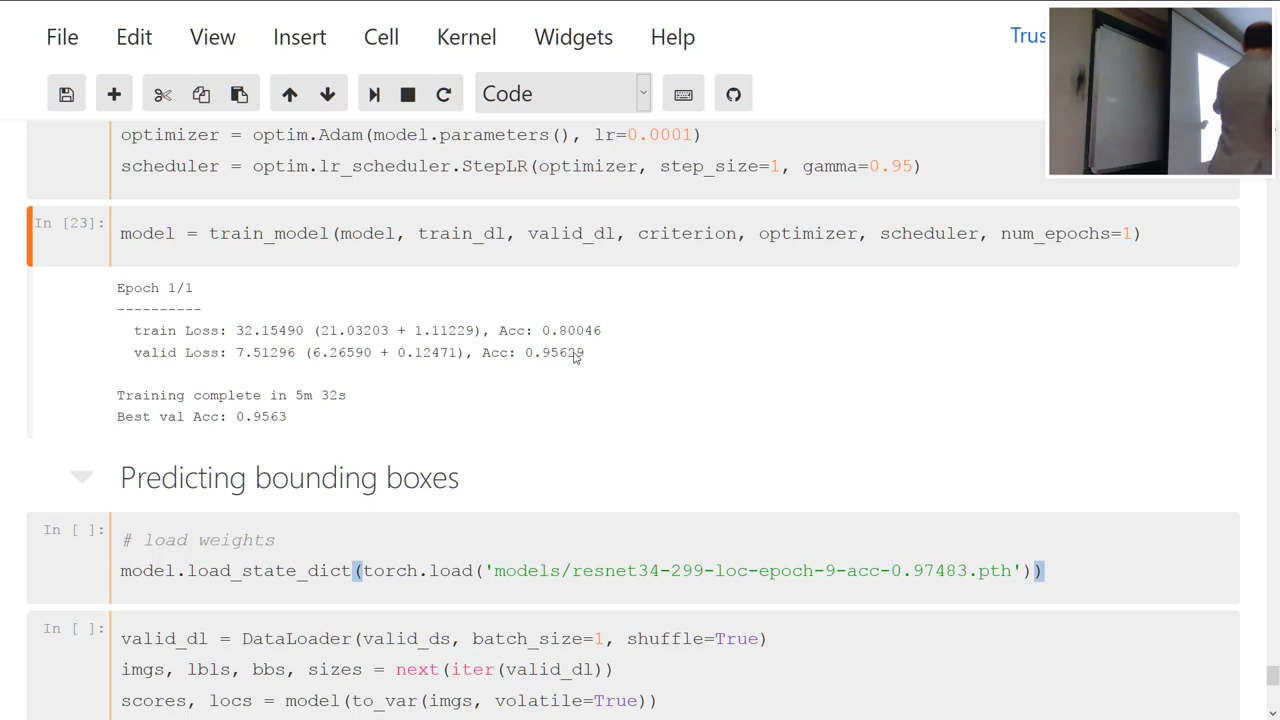 File Edit View Insert Cell Kernel Widgets Help Trus
Code
optimizer = optim.Adam(model.parameters(), lr=0.0001)
scheduler = optim.lr_scheduler.StepLR(optimizer, step_size=1, gamma=0.95)
In [23]: model = train_model(model, train_dl, valid_dl, criterion, optimizer, scheduler, num_epochs=1)
Epoch 1/1
----------
train Loss: 32.15490 (21.03203 + 1.11229), Acc: 0.80046
valid Loss: 7.51296 (6.26590 + 0.12471), Acc: 0.95629
Training complete in 5m 32s
Best val Acc: 0.9563
Predicting bounding boxes
In [ ]: # load weights
model.load_state_dict(torch.load('models/resnet34-299-loc-epoch-9-acc-0.97483.pth'))
In [ ]: valid_dl = DataLoader(valid_ds, batch_size=1, shuffle=True)
imgs, lbls, bbs, sizes = next(iter(valid_dl))
scores, locs = model(to_var(imgs, volatile=True))